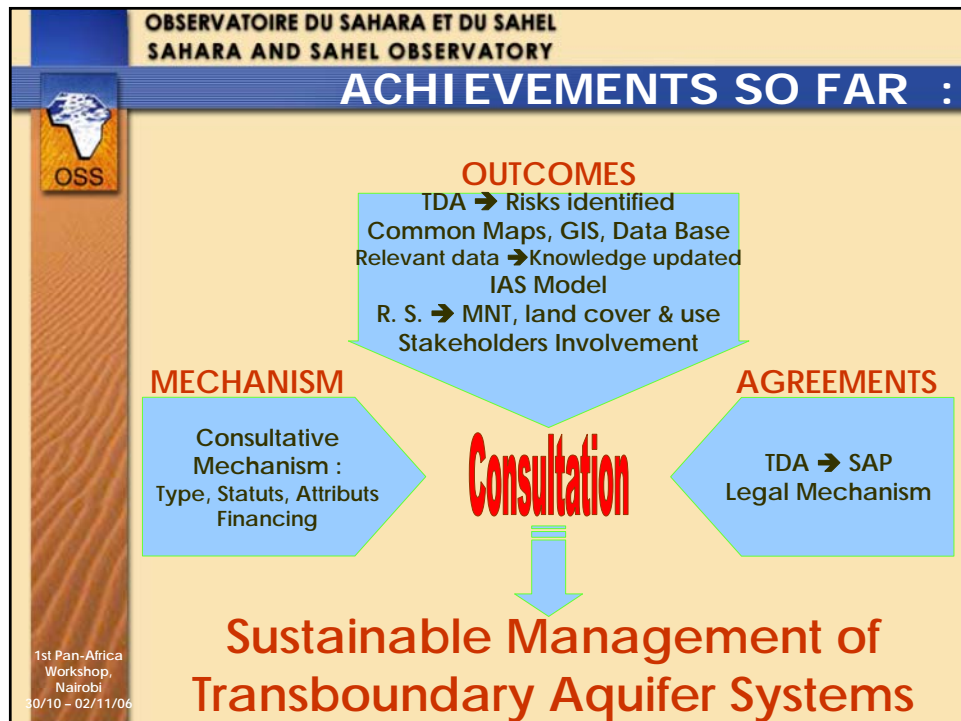 OBSERVATOIRE DU SAHARA ET DU SAHEL
SAHARA AND SAHEL OBSERVATORY
ACHIEVEMENTS SO FAR :
OSS
OUTCOMES
TDA ➔ Risks identified
Common Maps, GIS, Data Base
Relevant data ➔Knowledge updated
IAS Model
R. S. ➔ MNT, land cover & use
Stakeholders Involvement
MECHANISM
Consultative
Mechanism :
Type, Statuts, Attributs
Financing
Consultation
AGREEMENTS
TDA ➔ SAP
Legal Mechanism
Sustainable Management of
Transboundary Aquifer Systems
1st Pan-Africa
Workshop,
Nairobi
30/10 – 02/11/06